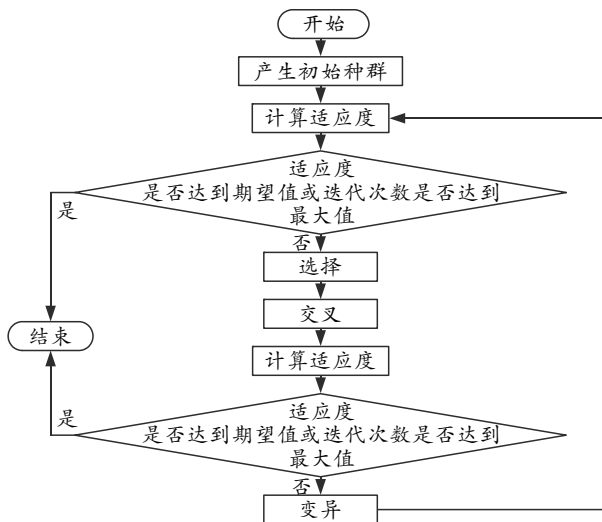 开始
产生初始种群
计算适应度
适应度
是否达到期望值或迭代次数是否达到
最大值
是
否
选择
交叉
结束
计算适应度
适应度
是否达到期望值或迭代次数是否达到
最大值
是
否
变异